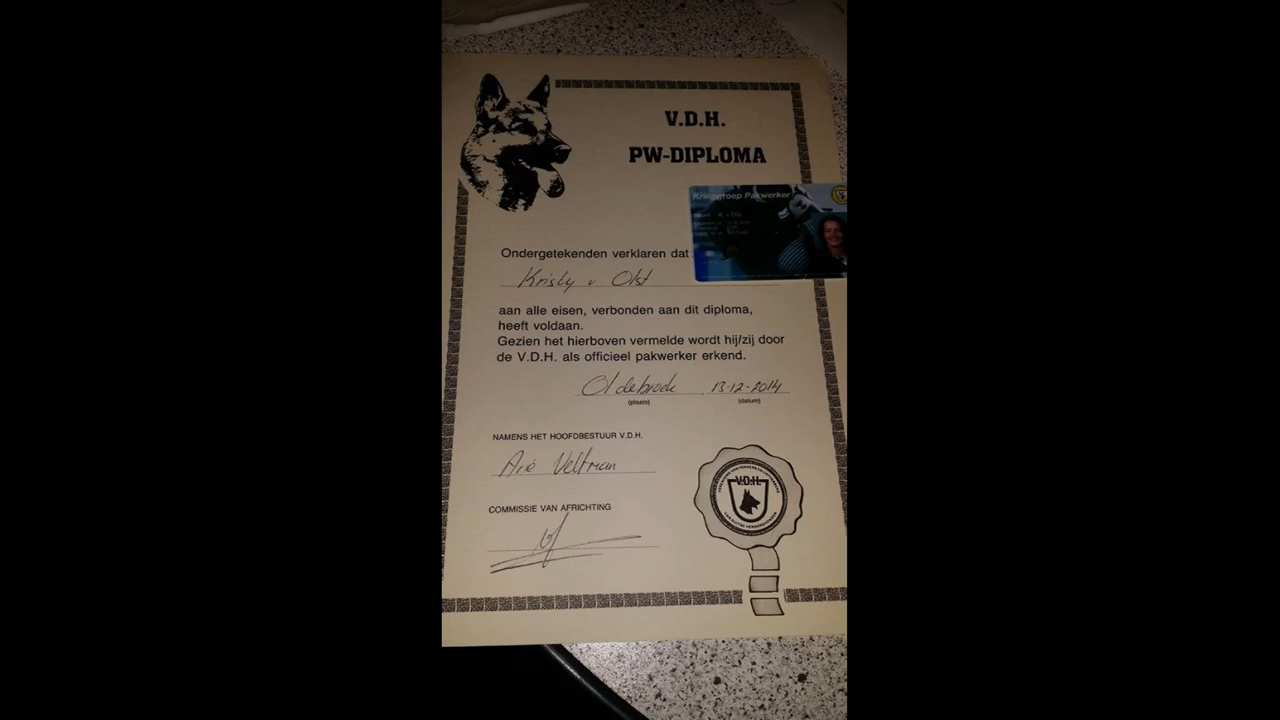 V.D.H.
PW-DIPLOMA
Kringgroep Pakwerker
Ondergetekenden verklaren dat:
Kristy v Olst
aan alle eisen, verbonden aan dit diploma,
heeft voldaan.
Gezien het hierboven vermelde wordt hij/zij door
de V.D.H. als officieel pakwerker erkend.
Oldebroek 13-12-2014
(plaats) (datum)
NAMENS HET HOOFDBESTUUR V.D.H.
Arie Veltman
COMMISSIE VAN AFRICHTING
V.D.H.